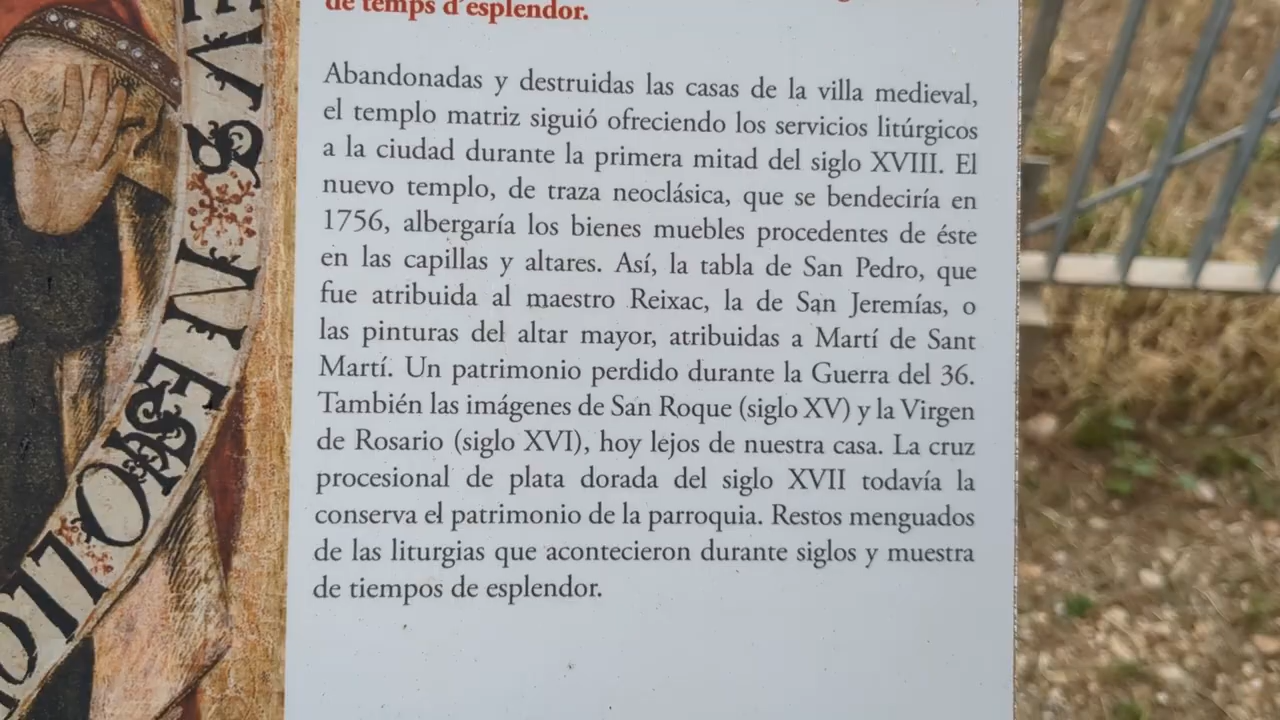 de temps d'esplendor.
Abandonadas y destruidas las casas de la villa medieval,
el templo matriz siguió ofreciendo los servicios litúrgicos
a la ciudad durante la primera mitad del siglo XVIII. El
nuevo templo, de traza neoclásica, que se bendeciría en
1756, albergaría los bienes muebles procedentes de éste
en las capillas y altares. Así, la tabla de San Pedro, que
fue atribuida al maestro Reixac, la de San Jeremías, o
las pinturas del altar mayor, atribuidas a Martí de Sant
Martí. Un patrimonio perdido durante la Guerra del 36.
También las imágenes de San Roque (siglo XV) y la Virgen
de Rosario (siglo XVI), hoy lejos de nuestra casa. La cruz
procesional de plata dorada del siglo XVII todavía la
conserva el patrimonio de la parroquia. Restos menguados
de las liturgias que acontecieron durante siglos y muestra
de tiempos de esplendor.